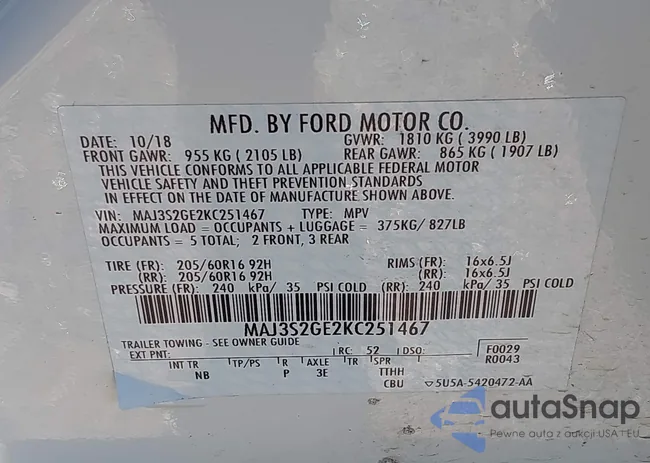 MFD. BY FORD MOTOR CO.
DATE: 10/18 GVWR: 1810 KG ( 3990 LB)
FRONT GAWR: 955 KG ( 2105 LB) REAR GAWR: 865 KG ( 1907 LB)
THIS VEHICLE CONFORMS TO ALL APPLICABLE FEDERAL MOTOR
VEHICLE SAFETY AND THEFT PREVENTION STANDARDS
IN EFFECT ON THE DATE OF MANUFACTURE SHOWN ABOVE.
VIN: MAJ3S2GE2KC251467 TYPE: MPV
MAXIMUM LOAD = OCCUPANTS + LUGGAGE = 375KG/ 827LB
OCCUPANTS = 5 TOTAL; 2 FRONT, 3 REAR
TIRE (FR): 205/60R16 92H RIMS (FR): 16x6.5J
(RR): 205/60R16 92H (RR): 16x6.5J
PRESSURE (FR): 240 kPa/ 35 PSI COLD (RR): 240 kPa/ 35 PSI COLD
MAJ3S2GE2KC251467
TRAILER TOWING - SEE OWNER GUIDE
EXT PNT: RC: 52 DSO: F0029
R0043
INT TR TP/PS R AXLE TR SPR
NB P 3E TTHH
CBU 5U5A-5420472-AA
autaSnap
Pewne auta z aukcji USA i EU